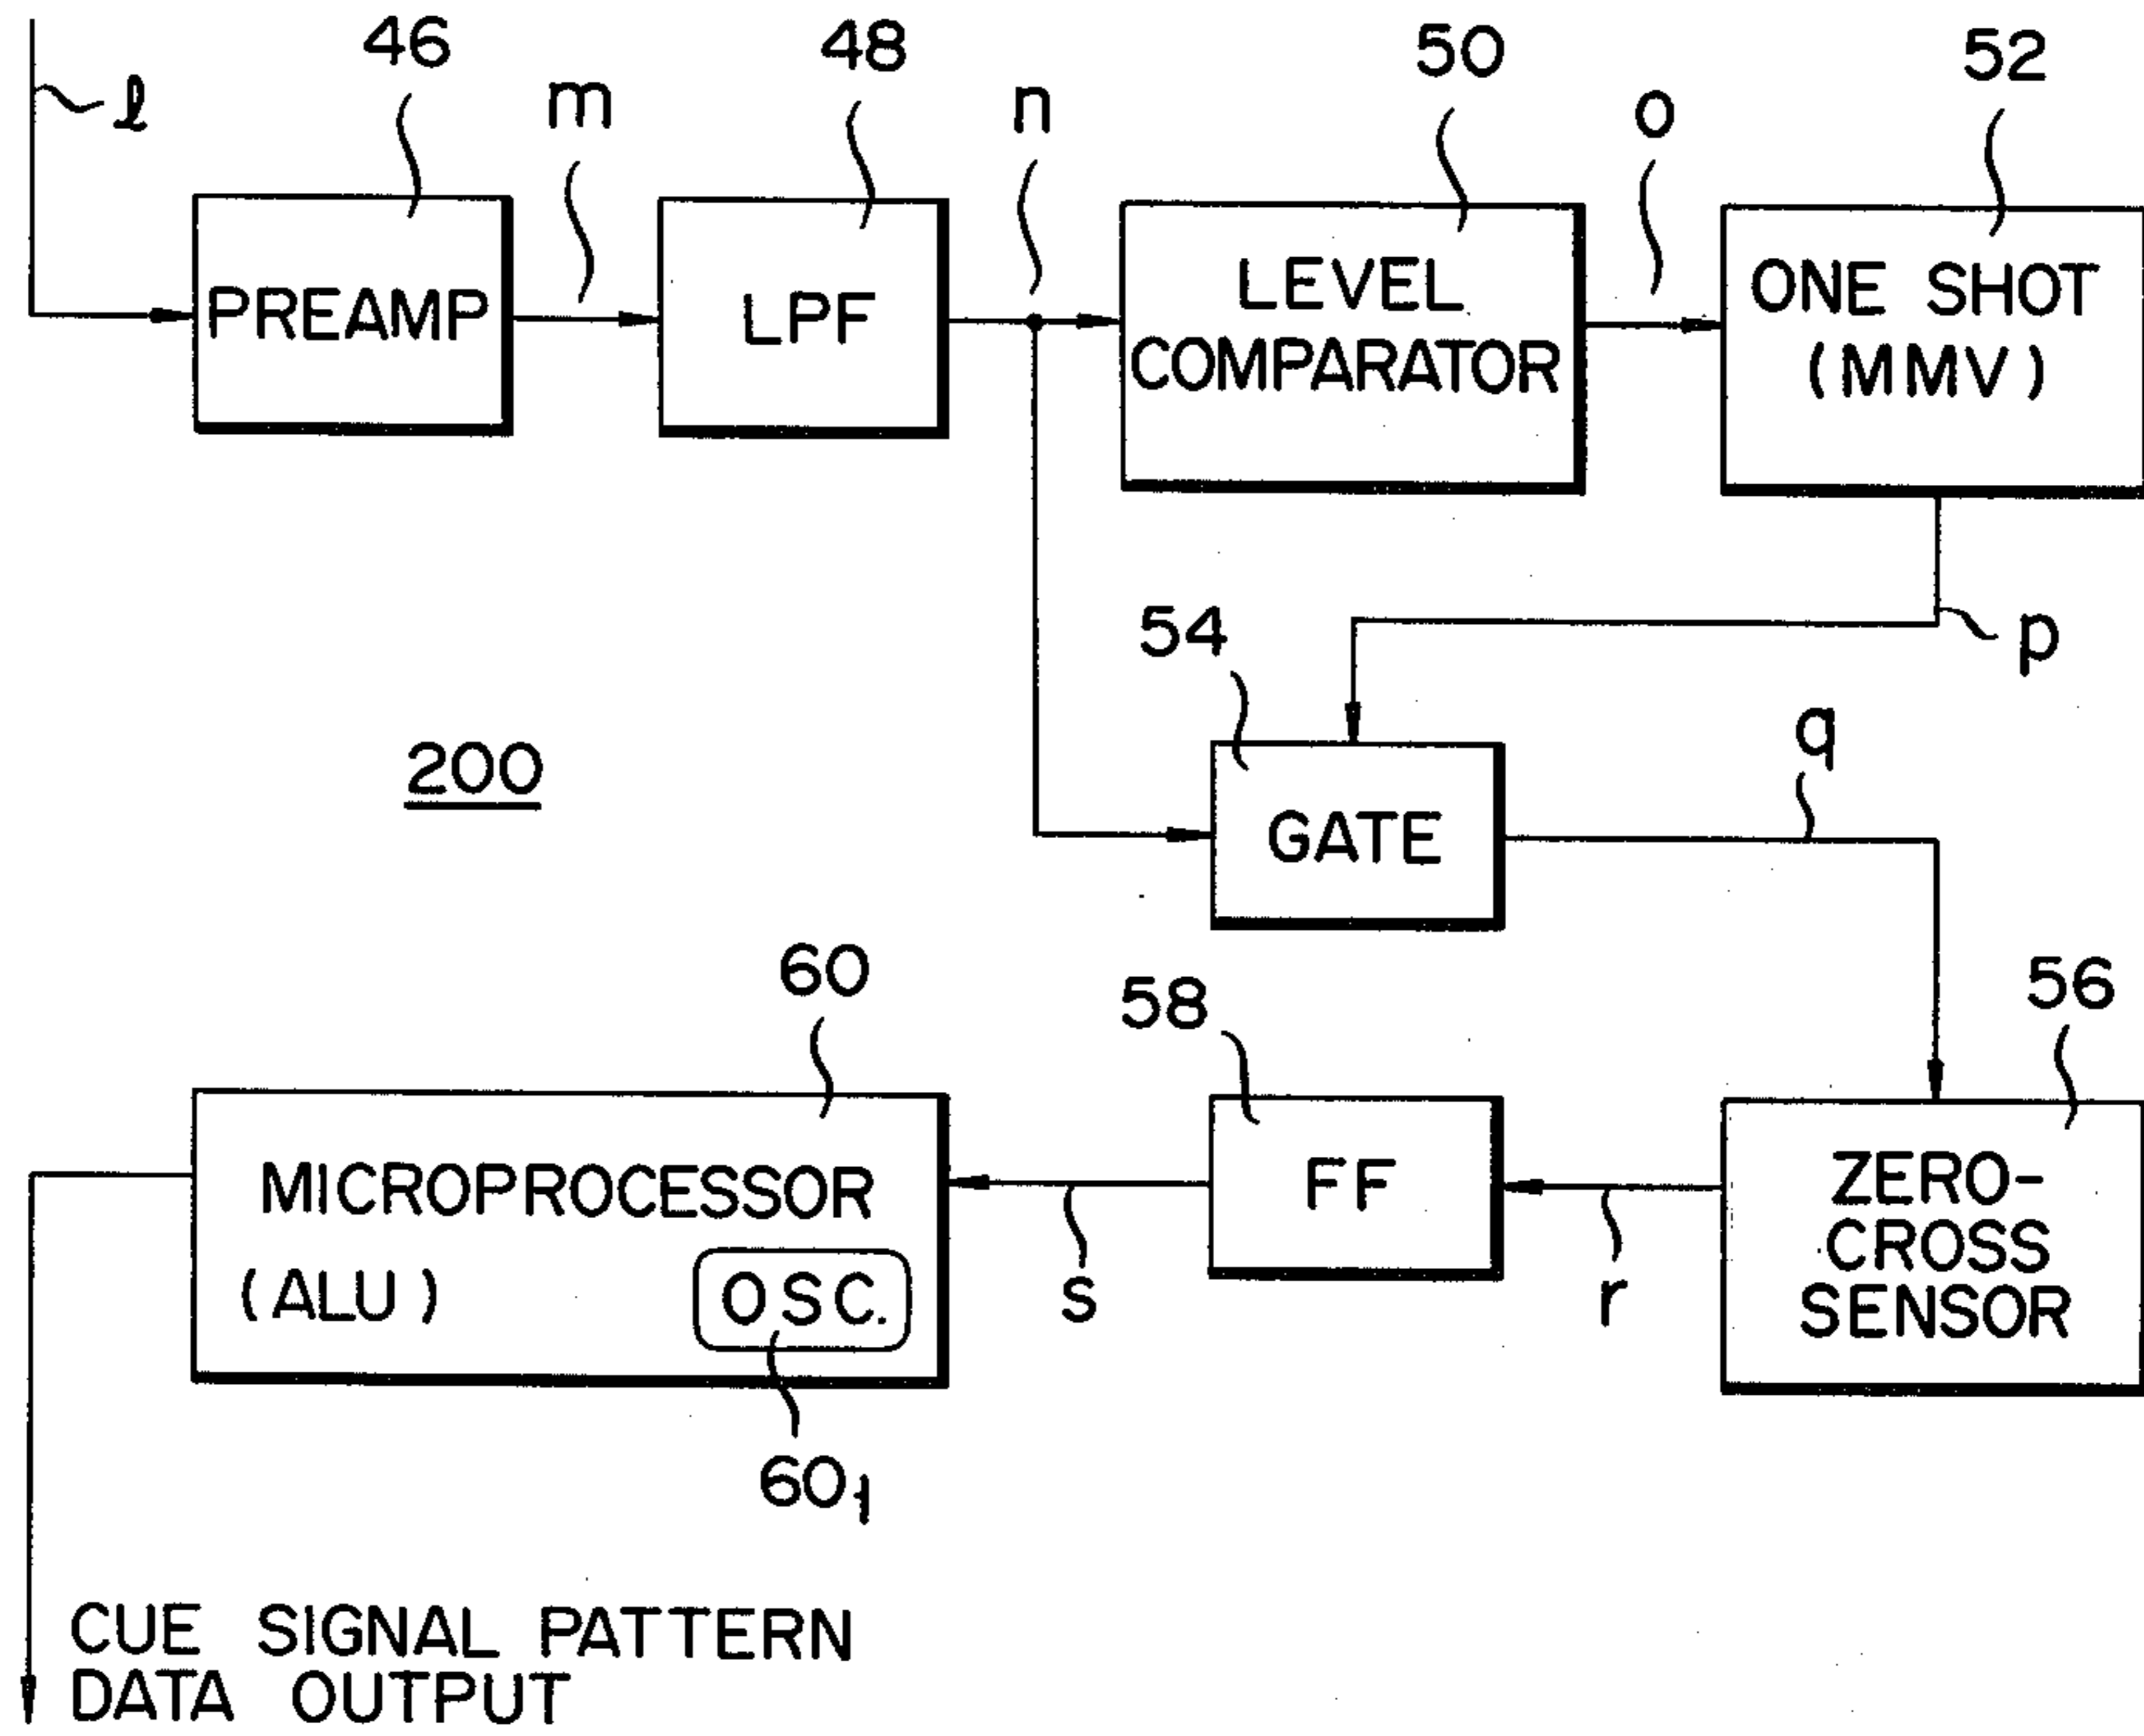 46
48
50
52
l
m
n
o
PREAMP
LPF
LEVEL
COMPARATOR
ONE SHOT
(MMV)
54
p
200
q
GATE
60
58
56
MICROPROCESSOR
(ALU)
OSC.
FF
ZERO-
CROSS
SENSOR
s
r
60₁
CUE SIGNAL PATTERN
DATA OUTPUT